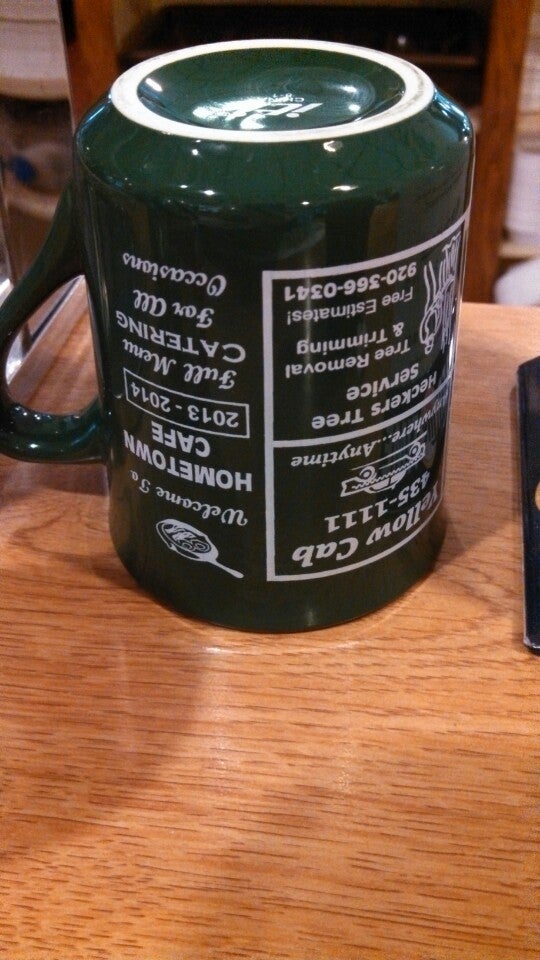 Welcome To
HOMETOWN
CAFE
2013 - 2014
Full Menu
CATERING
For All
Occasions
Yellow Cab
435-1111
Anywhere...Anytime
Heckers Tree
Service
Tree Removal
& Trimming
Free Estimates!
920-366-0341